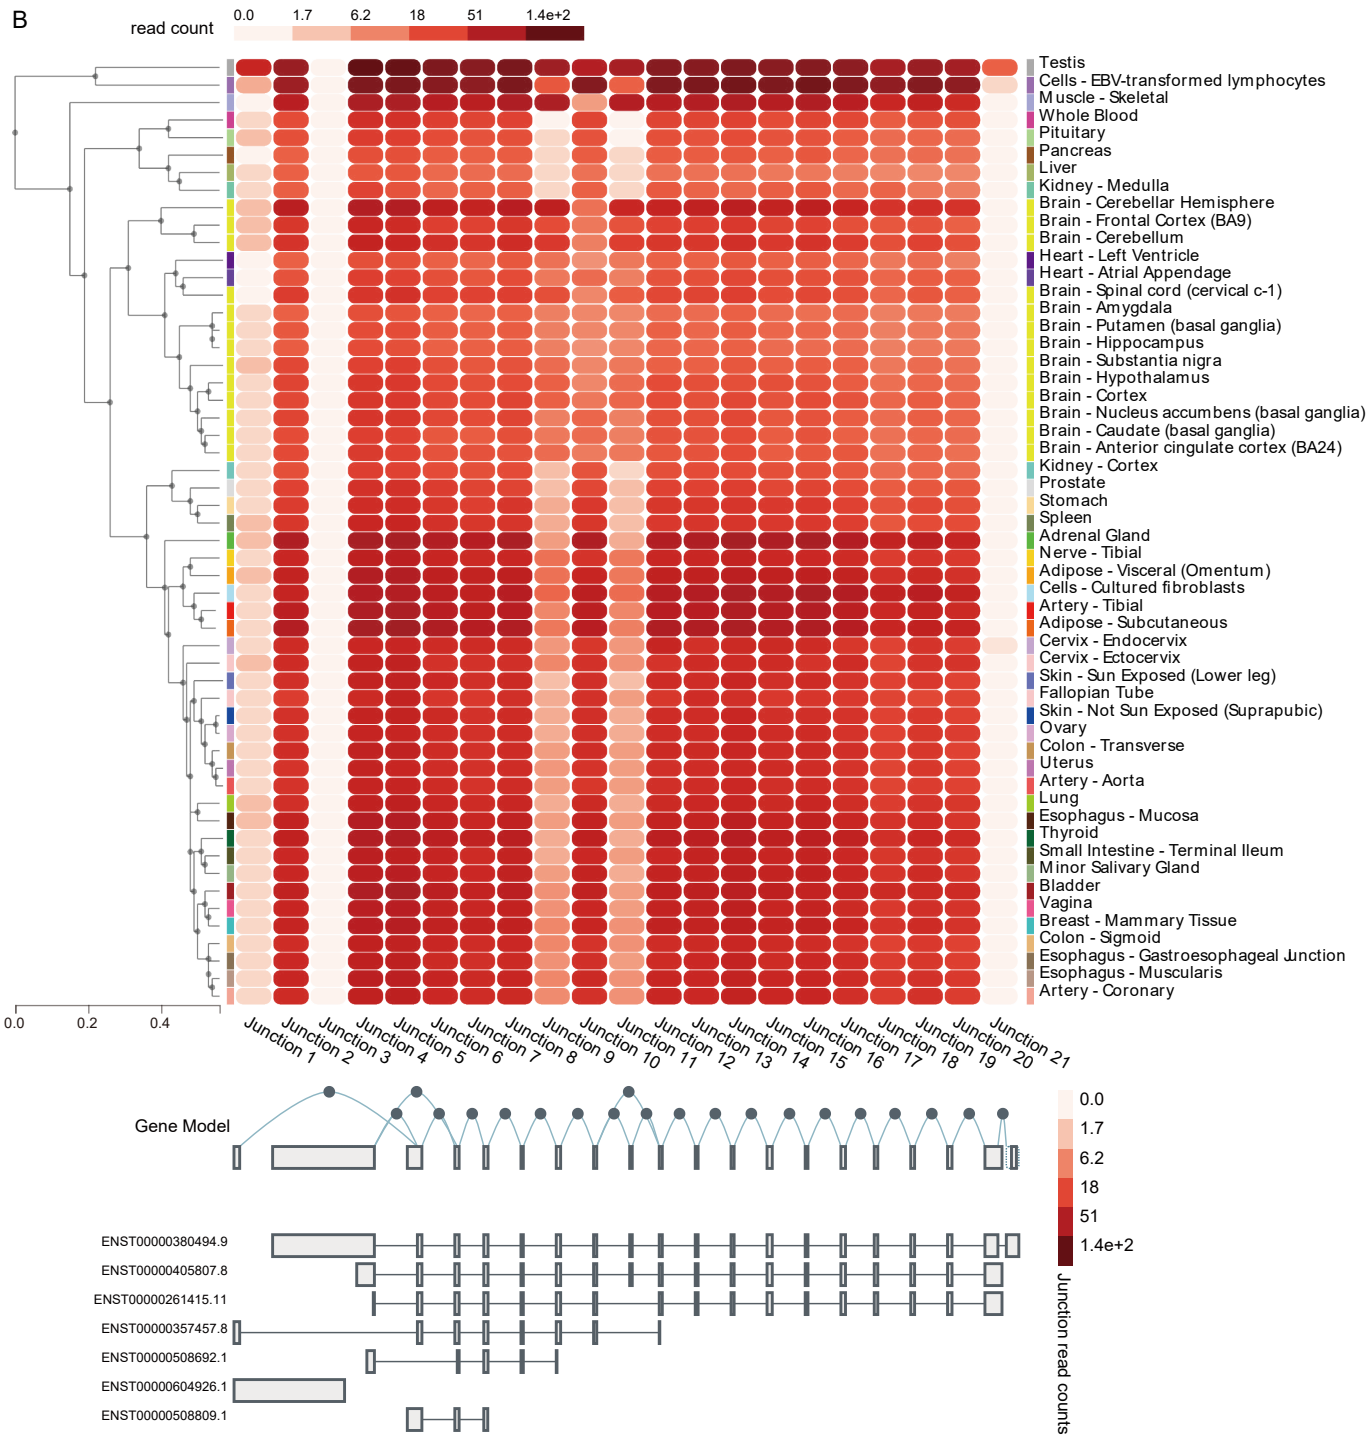 B
read count
0.0 1.7 6.2 18 51 1.4e+2
Testis
Cells - EBV-transformed lymphocytes
Muscle - Skeletal
Whole Blood
Pituitary
Pancreas
Liver
Kidney - Medulla
Brain - Cerebellar Hemisphere
Brain - Frontal Cortex (BA9)
Brain - Cerebellum
Heart - Left Ventricle
Heart - Atrial Appendage
Brain - Spinal cord (cervical c-1)
Brain - Amygdala
Brain - Putamen (basal ganglia)
Brain - Hippocampus
Brain - Substantia nigra
Brain - Hypothalamus
Brain - Cortex
Brain - Nucleus accumbens (basal ganglia)
Brain - Caudate (basal ganglia)
Brain - Anterior cingulate cortex (BA24)
Kidney - Cortex
Prostate
Stomach
Spleen
Adrenal Gland
Nerve - Tibial
Adipose - Visceral (Omentum)
Cells - Cultured fibroblasts
Artery - Tibial
Adipose - Subcutaneous
Cervix - Endocervix
Cervix - Ectocervix
Skin - Sun Exposed (Lower leg)
Fallopian Tube
Skin - Not Sun Exposed (Suprapubic)
Ovary
Colon - Transverse
Uterus
Artery - Aorta
Lung
Esophagus - Mucosa
Thyroid
Small Intestine - Terminal Ileum
Minor Salivary Gland
Bladder
Vagina
Breast - Mammary Tissue
Colon - Sigmoid
Esophagus - Gastroesophageal Junction
Esophagus - Muscularis
Artery - Coronary
0.0 0.2 0.4
Junction 1
Junction 2
Junction 3
Junction 4
Junction 5
Junction 6
Junction 7
Junction 8
Junction 9
Junction 10
Junction 11
Junction 12
Junction 13
Junction 14
Junction 15
Junction 16
Junction 17
Junction 18
Junction 19
Junction 20
Junction 21
Gene Model
0.0
1.7
6.2
18
51
1.4e+2
Junction read counts
ENST00000380494.9
ENST00000405807.8
ENST00000261415.11
ENST00000357457.8
ENST00000508692.1
ENST00000604926.1
ENST00000508809.1